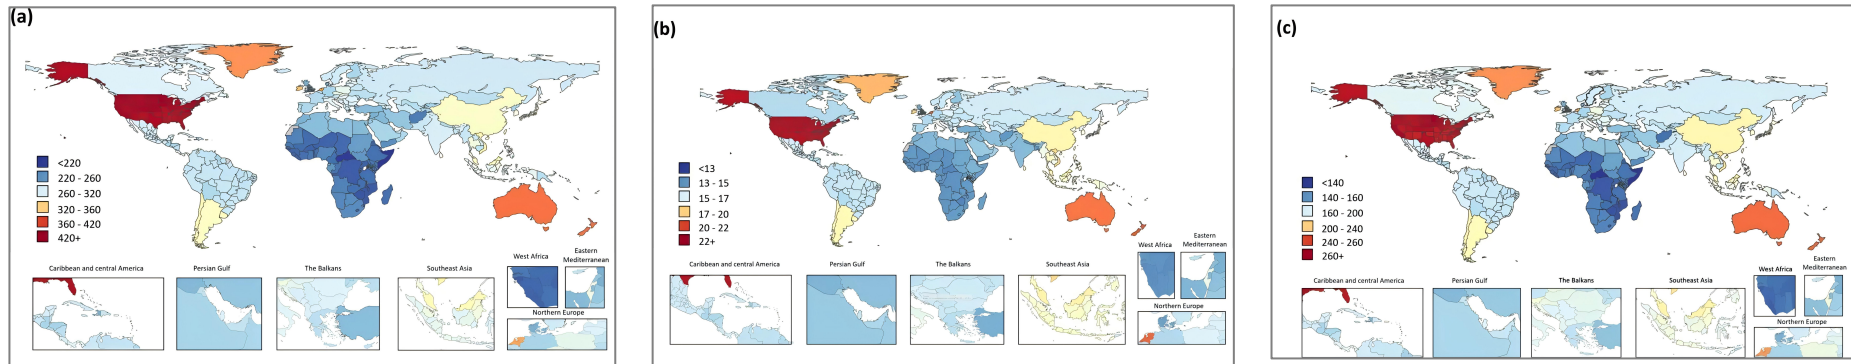 (a)
<220
220 - 260
260 - 320
320 - 360
360 - 420
420+
Caribbean and central America
Persian Gulf
The Balkans
Southeast Asia
West Africa
Eastern
Mediterranean
Northern Europe
(b)
<13
13 - 15
15 - 17
17 - 20
20 - 22
22+
Caribbean and central America
Persian Gulf
The Balkans
Southeast Asia
West Africa
Eastern
Mediterranean
Northern Europe
(c)
<140
140 - 160
160 - 200
200 - 240
240 - 260
260+
Caribbean and central America
Persian Gulf
The Balkans
Southeast Asia
West Africa
Eastern
Mediterranean
Northern Europe